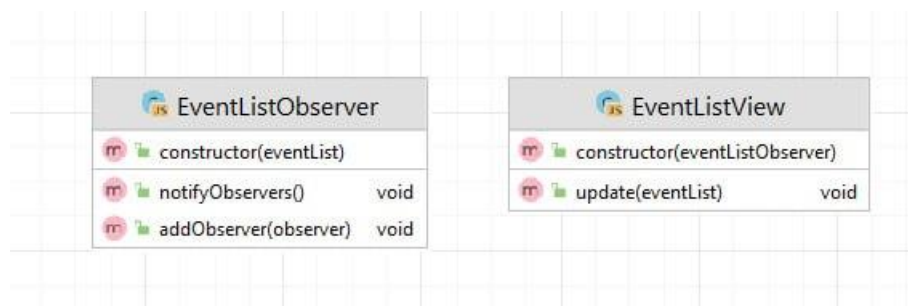 EventListObserver
constructor(eventList)
notifyObservers() void
addObserver(observer) void
EventListView
constructor(eventListObserver)
update(eventList) void